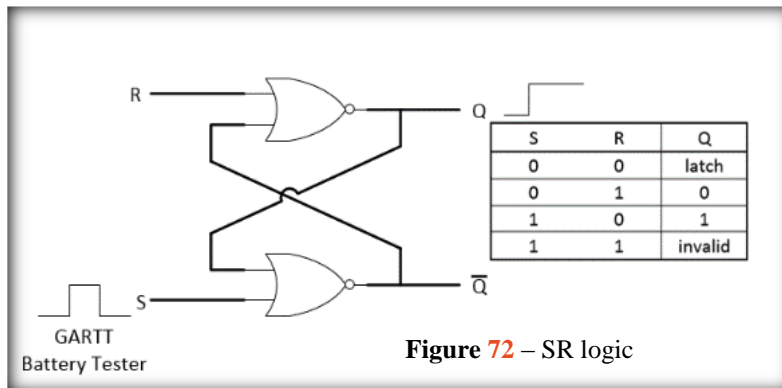 R
Q
S R Q
0 0 latch
0 1 0
1 0 1
1 1 invalid
Q̅
S
GARTT
Battery Tester
Figure 72 – SR logic